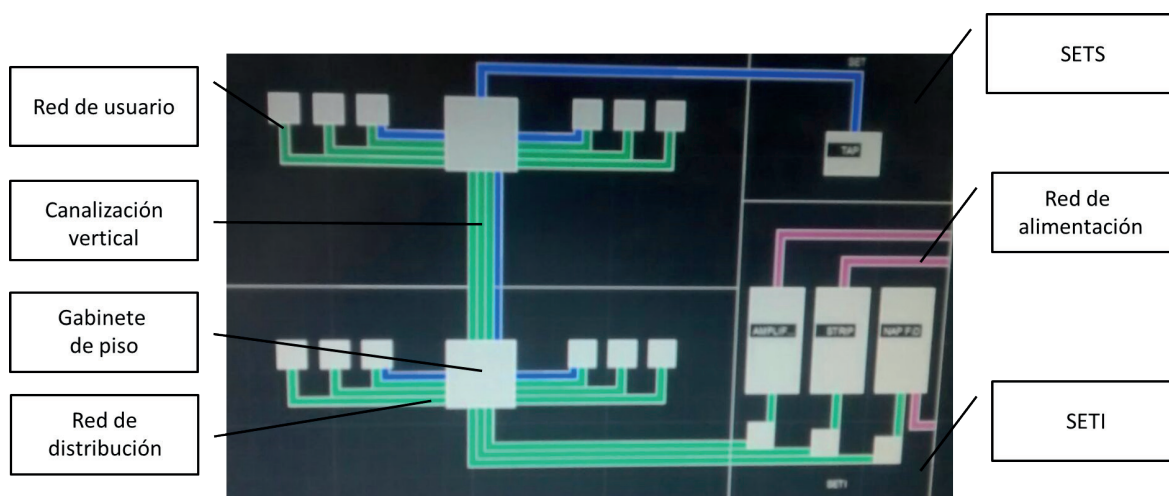 SETS
Red de usuario
SET
TAP
Canalización
vertical
Red de
alimentación
Gabinete
de piso
AMPLIF...
STRIP
NAP F.O
Red de
distribución
SETI
SETI